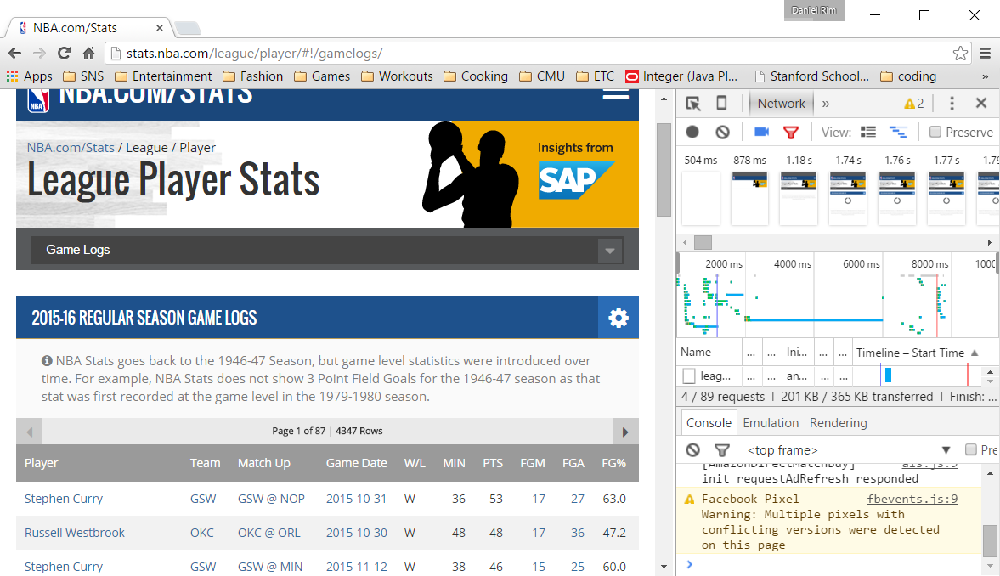 Daniel Rim
NBA.com/Stats
stats.nba.com/league/player/#!/gamelogs/
Apps SNS Entertainment Fashion Games Workouts Cooking CMU ETC Integer (Java Pl... Stanford School... coding »
NBA NBA.COM/STATS
NBA.com/Stats / League / Player
League Player Stats
Insights from
SAP
Game Logs
2015-16 REGULAR SEASON GAME LOGS
NBA Stats goes back to the 1946-47 Season, but game level statistics were introduced over
time. For example, NBA Stats does not show 3 Point Field Goals for the 1946-47 season as that
stat was first recorded at the game level in the 1979-1980 season.
Page 1 of 87 | 4347 Rows
Player Team Match Up Game Date W/L MIN PTS FGM FGA FG%
Stephen Curry GSW GSW @ NOP 2015-10-31 W 36 53 17 27 63.0
Russell Westbrook OKC OKC @ ORL 2015-10-30 W 48 48 17 36 47.2
Stephen Curry GSW GSW @ MIN 2015-11-12 W 38 46 15 25 60.0
Network » 2
View: Preserve
504 ms 878 ms 1.18 s 1.74 s 1.76 s 1.77 s 1.79
2000 ms 4000 ms 6000 ms 8000 ms 1000
Name ... ... Ini... ... ... Timeline – Start Time
leag... ... ... an... ... ...
4 / 89 requests | 201 KB / 365 KB transferred | Finish: ...
Console Emulation Rendering
<top frame> Pre
[AmazonDirectMatchBuy] als.js:9
init requestAdRefresh responded
Facebook Pixel fbevents.js:9
Warning: Multiple pixels with
conflicting versions were detected
on this page